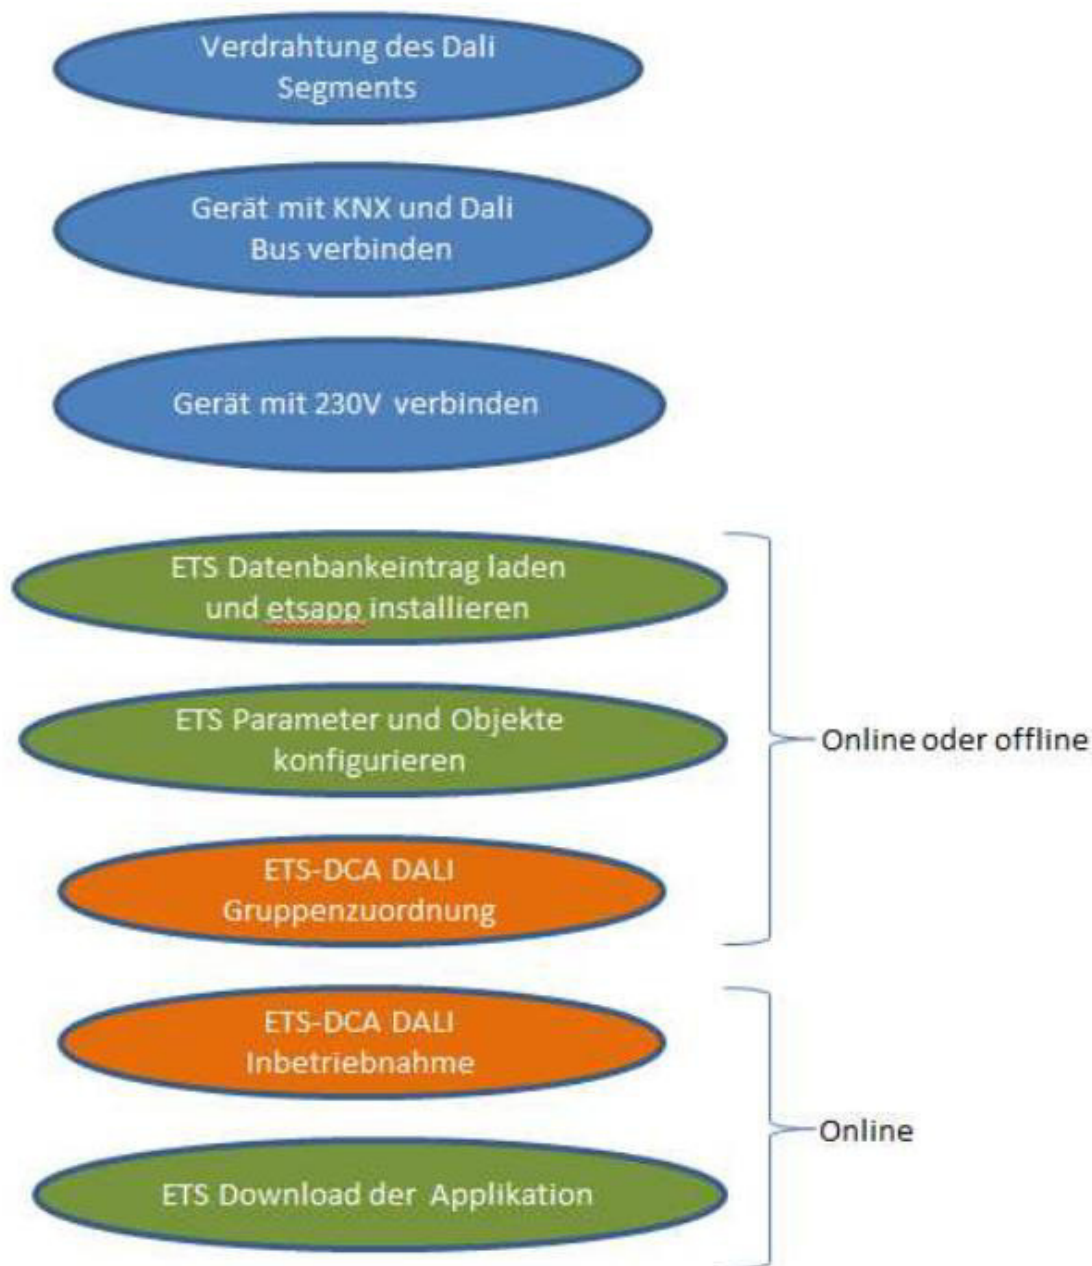 Verdrahtung des Dali
Segments
Gerät mit KNX und Dali
Bus verbinden
Gerät mit 230V verbinden
ETS Datenbankeintrag laden
und etsapp installieren
ETS Parameter und Objekte
konfigurieren
Online oder offline
ETS-DCA DALI
Gruppenzuordnung
ETS-DCA DALI
Inbetriebnahme
Online
ETS Download der Applikation